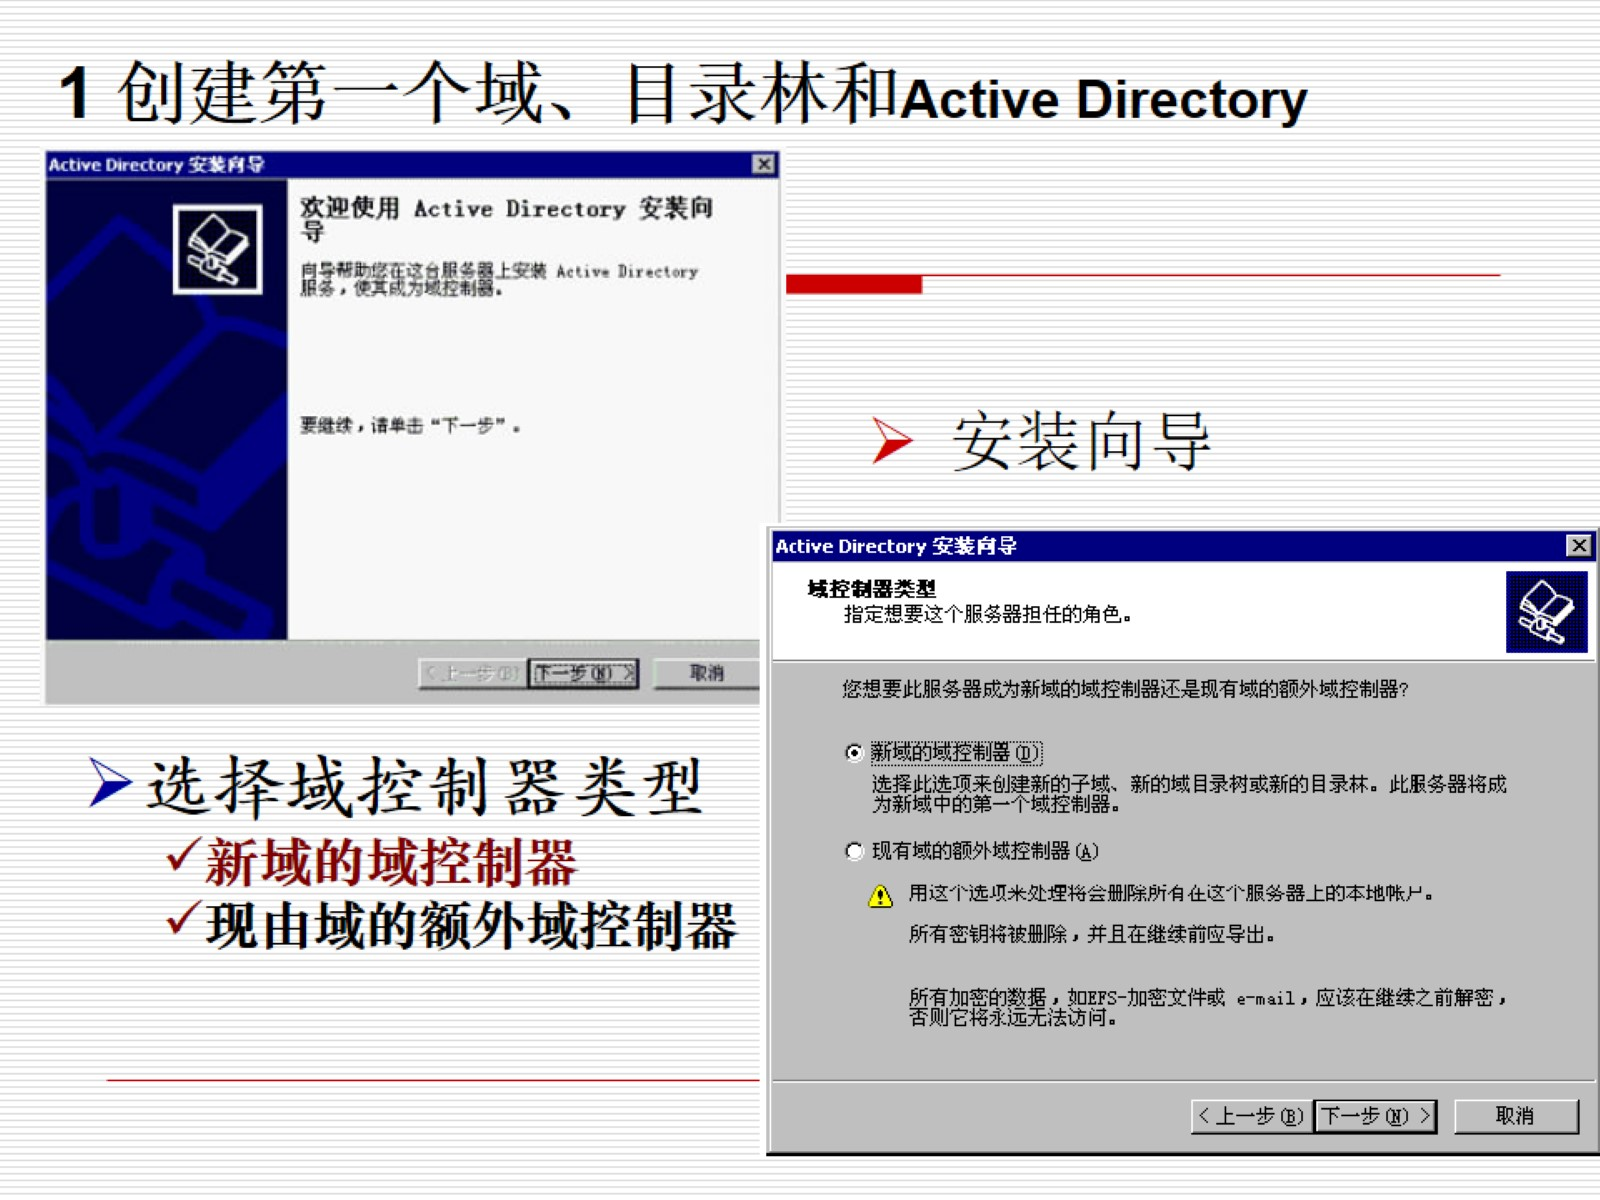 1 创建第一个域、目录林和Active Directory
Active Directory 安装向导
欢迎使用 Active Directory 安装向
导
向导帮助您在这台服务器上安装 Active Directory
服务，使其成为域控制器。
要继续，请单击“下一步”。
< 上一步(B)
下一步(N) >
取消
安装向导
选择域控制器类型
新域的域控制器
现由域的额外域控制器
Active Directory 安装向导
域控制器类型
指定想要这个服务器担任的角色。
您想要此服务器成为新域的域控制器还是现有域的额外域控制器?
新域的域控制器(D)
选择此选项来创建新的子域、新的域目录树或新的目录林。此服务器将成
为新域中的第一个域控制器。
现有域的额外域控制器(A)
用这个选项来处理将会删除所有在这个服务器上的本地帐户。
所有密钥将被删除，并且在继续前应导出。
所有加密的数据，如EFS-加密文件或 e-mail，应该在继续之前解密，
否则它将永远无法访问。
< 上一步(B)
下一步(N) >
取消